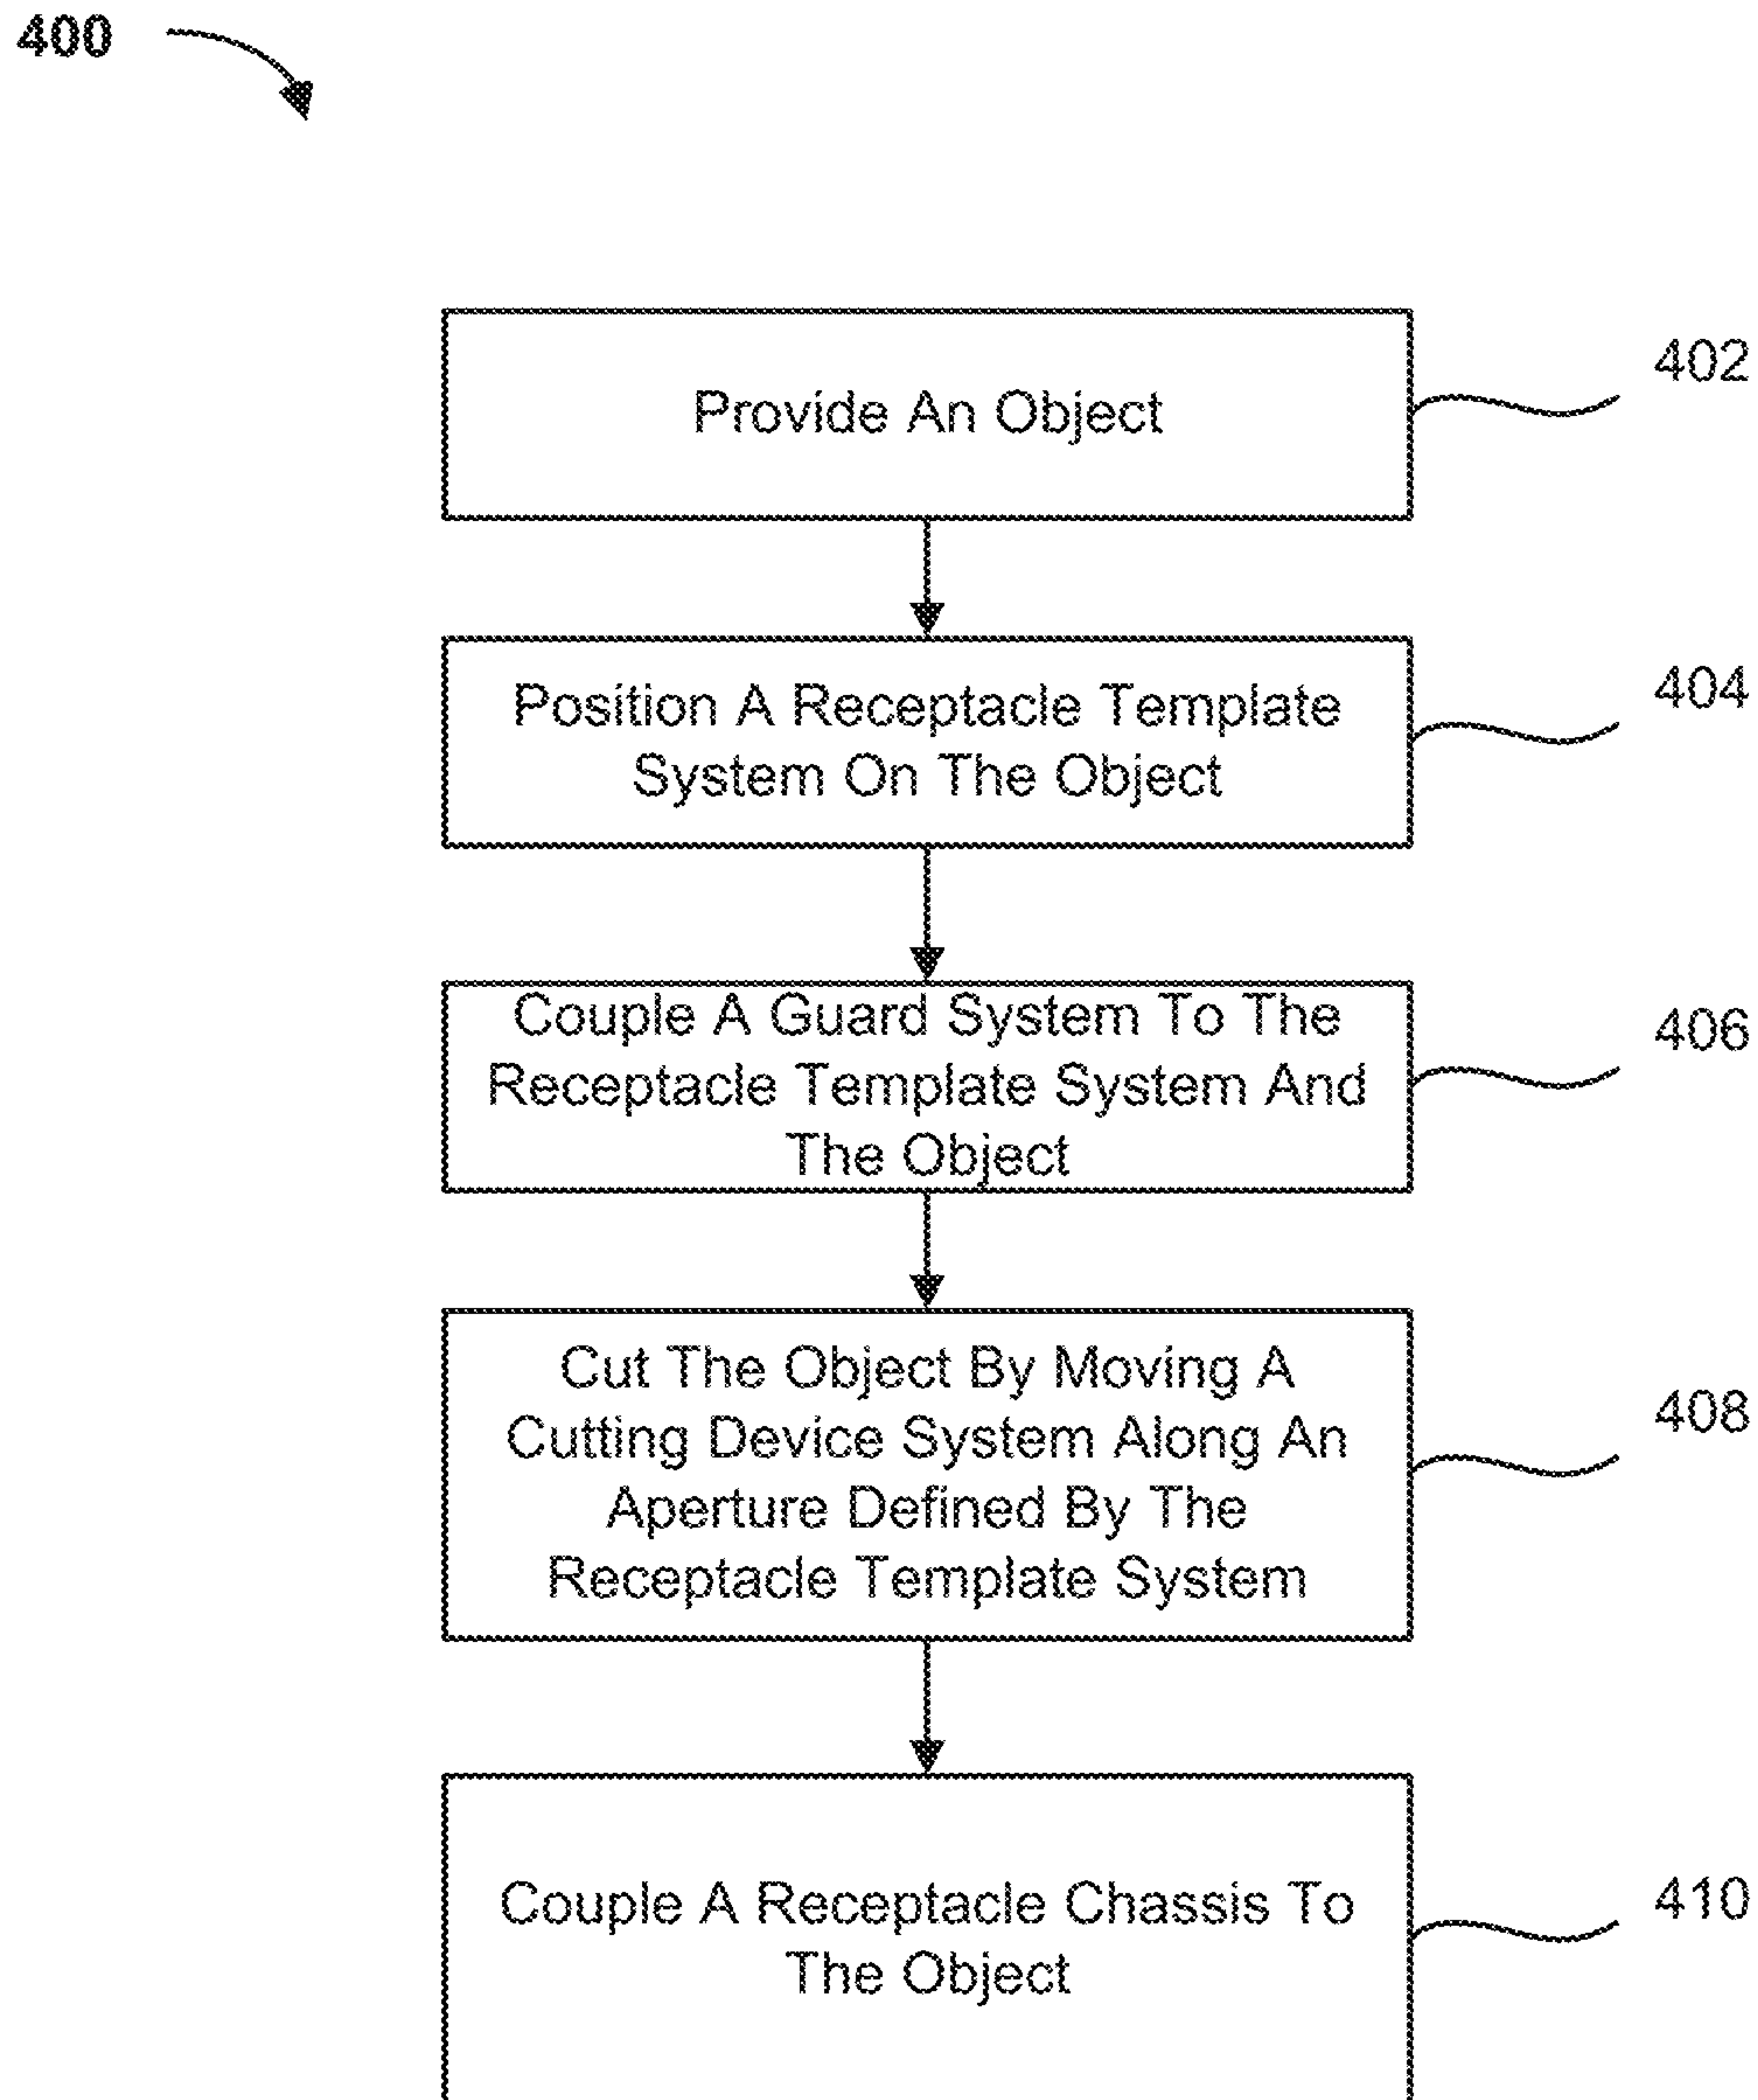 400
Provide An Object
402
Position A Receptacle Template
System On The Object
404
Couple A Guard System To The
Receptacle Template System And
The Object
406
Cut The Object By Moving A
Cutting Device System Along An
Aperture Defined By The
Receptacle Template System
408
Couple A Receptacle Chassis To
The Object
410